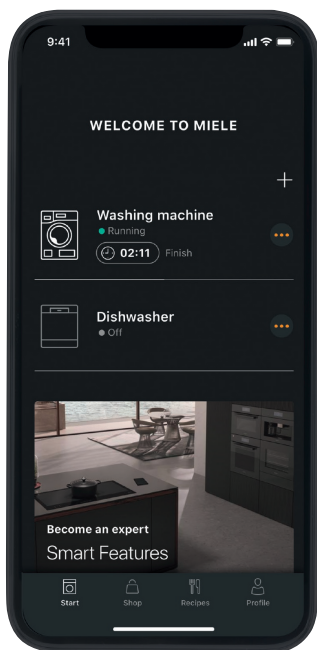 9:41
WELCOME TO MIELE
Washing machine
Running
02:11 Finish
Dishwasher
Off
Become an expert
Smart Features
Start Shop Recipes Profile